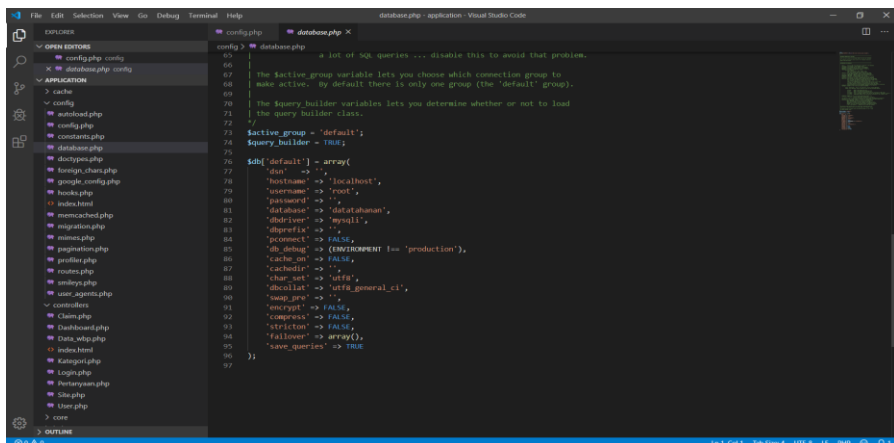 File Edit Selection View Go Debug Terminal Help
database.php - application - Visual Studio Code
EXPLORER
OPEN EDITORS
config.php config
× database.php config
APPLICATION
cache
config
autoload.php
config.php
constants.php
database.php
doctypes.php
foreign_chars.php
google_config.php
hooks.php
index.html
memcached.php
migration.php
mimes.php
pagination.php
profiler.php
routes.php
smileys.php
user_agents.php
controllers
Claim.php
Dashboard.php
Data_wbp.php
index.html
Kategori.php
Login.php
Pertanyaan.php
Site.php
User.php
core
OUTLINE
config.php
database.php ×
config > database.php
65 | a lot of SQL queries ... disable this to avoid that problem.
66 |
67 | The $active_group variable lets you choose which connection group to
68 | make active. By default there is only one group (the 'default' group).
69 |
70 | The $query_builder variables lets you determine whether or not to load
71 | the query builder class.
72 */
73 $active_group = 'default';
74 $query_builder = TRUE;
75
76 $db['default'] = array(
77 'dsn' => '',
78 'hostname' => 'localhost',
79 'username' => 'root',
80 'password' => '',
81 'database' => 'datatahanan',
82 'dbdriver' => 'mysqli',
83 'dbprefix' => '',
84 'pconnect' => FALSE,
85 'db_debug' => (ENVIRONMENT !== 'production'),
86 'cache_on' => FALSE,
87 'cachedir' => '',
88 'char_set' => 'utf8',
89 'dbcollat' => 'utf8_general_ci',
90 'swap_pre' => '',
91 'encrypt' => FALSE,
92 'compress' => FALSE,
93 'stricton' => FALSE,
94 'failover' => array(),
95 'save_queries' => TRUE
96 );
97
Ln 1, Col 1 Tab Size: 4 UTF-8 LF PHP